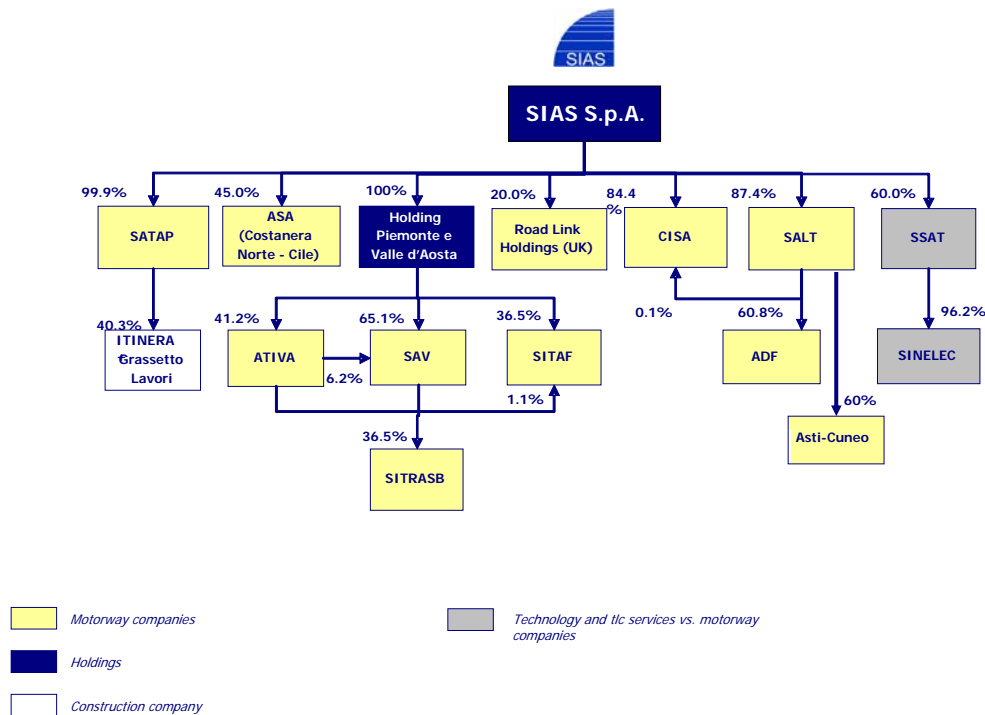 SIAS
SIAS S.p.A.
99.9%
45.0%
100%
20.0%
84.4
%
87.4%
60.0%
SATAP
ASA
(Costanera
Norte - Cile)
Holding
Piemonte e
Valle d'Aosta
Road Link
Holdings (UK)
CISA
SALT
SSAT
40.3%
41.2%
65.1%
36.5%
0.1%
60.8%
96.2%
ITINERA
Grassetto
Lavori
ATIVA
6.2%
SAV
SITAF
1.1%
ADF
SINELEC
60%
36.5%
Asti-Cuneo
SITRASB
Motorway companies
Technology and tlc services vs. motorway
companies
Holdings
Construction company